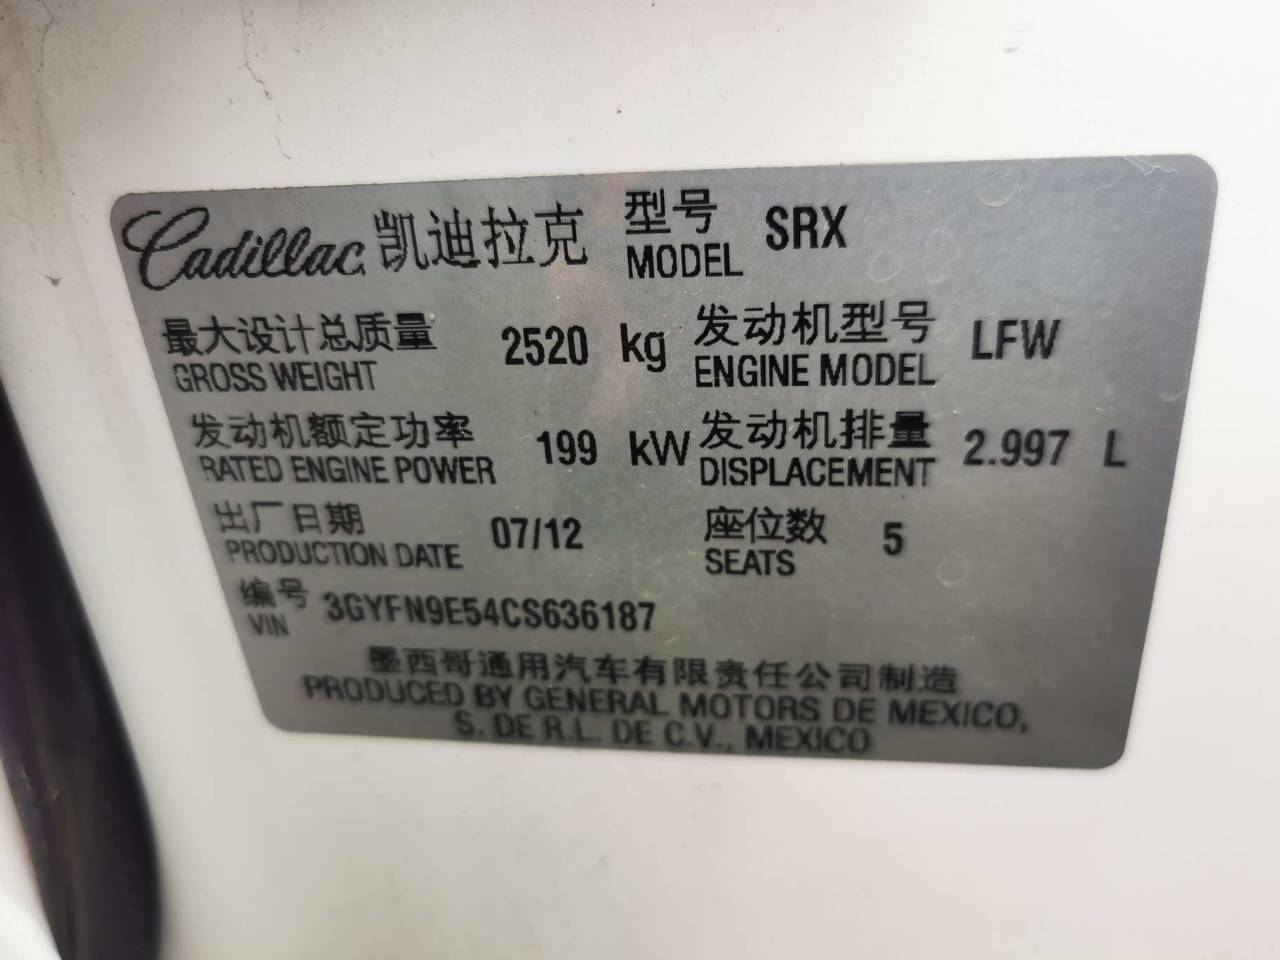 Cadillac 凯迪拉克 型号 MODEL SRX
最大设计总质量 GROSS WEIGHT 2520 kg 发动机型号 ENGINE MODEL LFW
发动机额定功率 RATED ENGINE POWER 199 kW 发动机排量 DISPLACEMENT 2.997 L
出厂日期 PRODUCTION DATE 07/12 座位数 SEATS 5
编号 VIN 3GYFN9E54CS636187
墨西哥通用汽车有限责任公司制造
PRODUCED BY GENERAL MOTORS DE MEXICO,
S. DE R.L. DE C.V., MEXICO